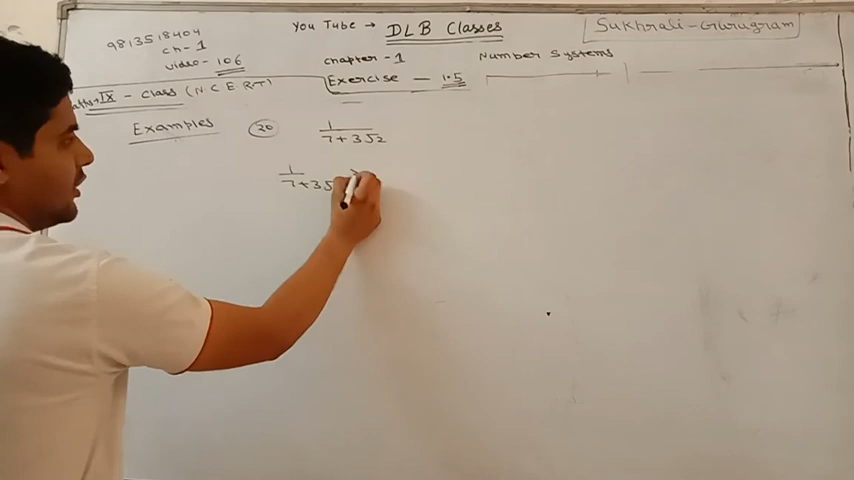 9813518404
ch-1
video-106
You Tube → DLB Classes
Sukhrali-Gurugram
chapter-1 Number Systems
Exercise — 1.5
Maths-IX - Class (N C E R T)
Examples 20 1
7+3√2
1
7+3√